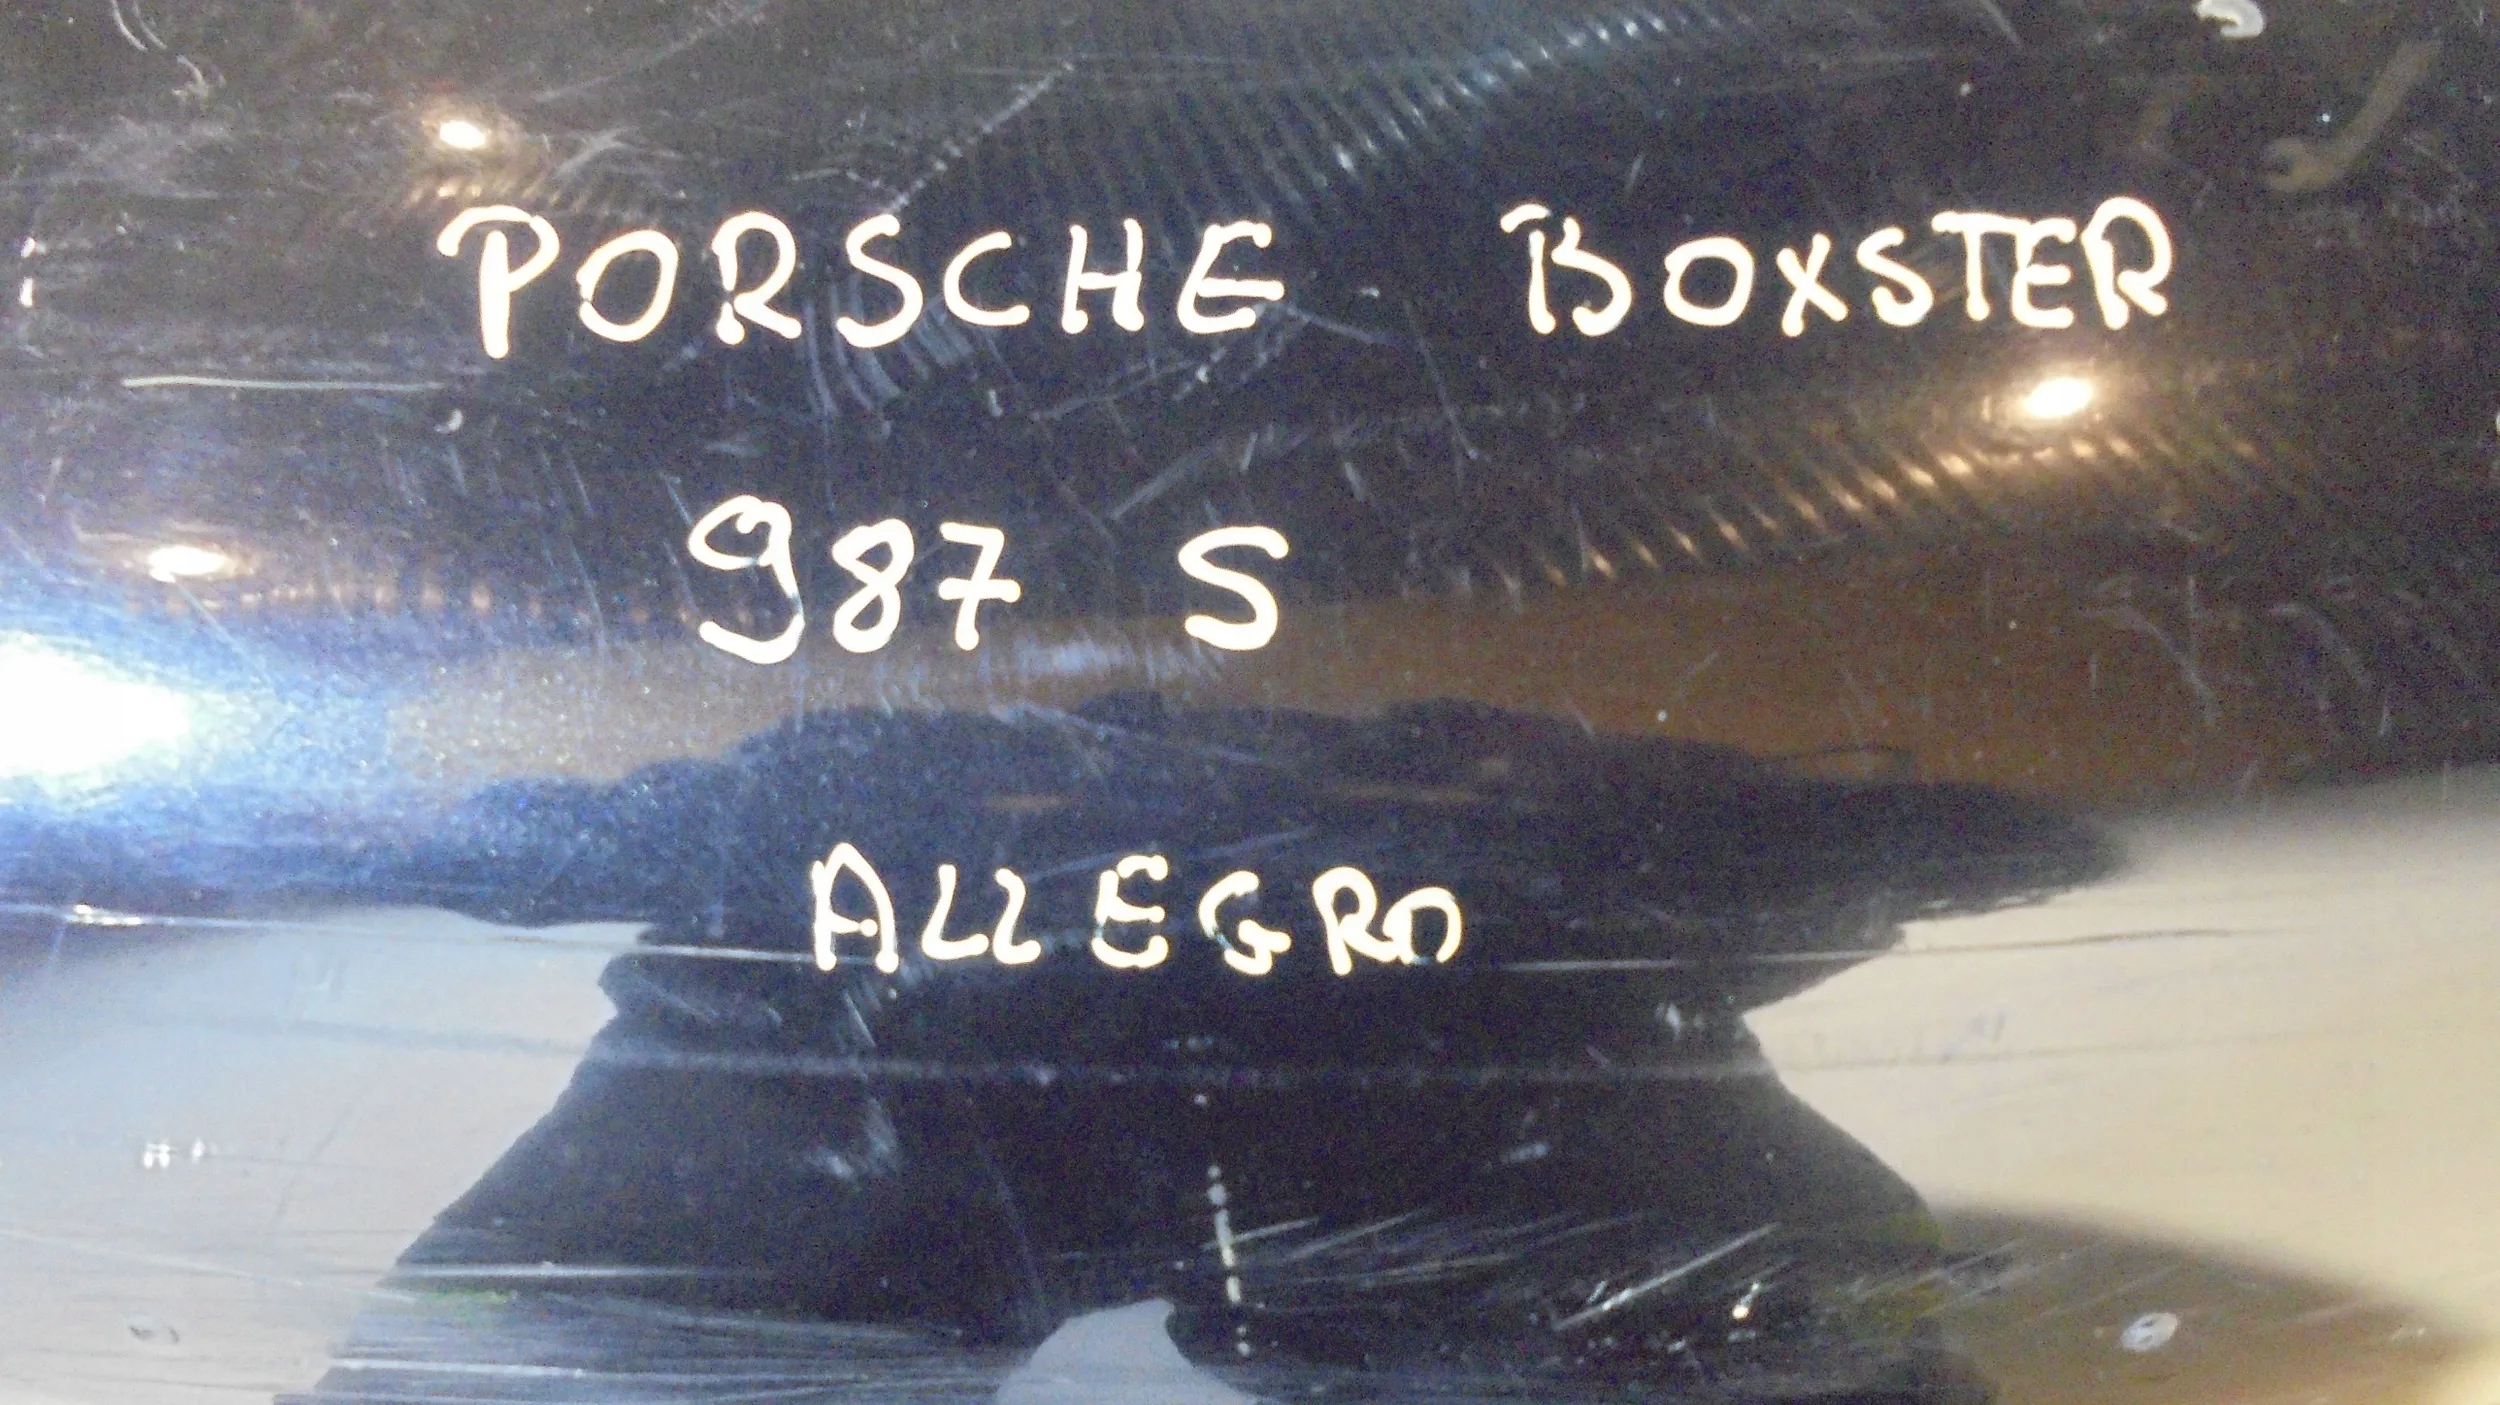 PORSCHE BOXSTER
987 S
ALLEGRO